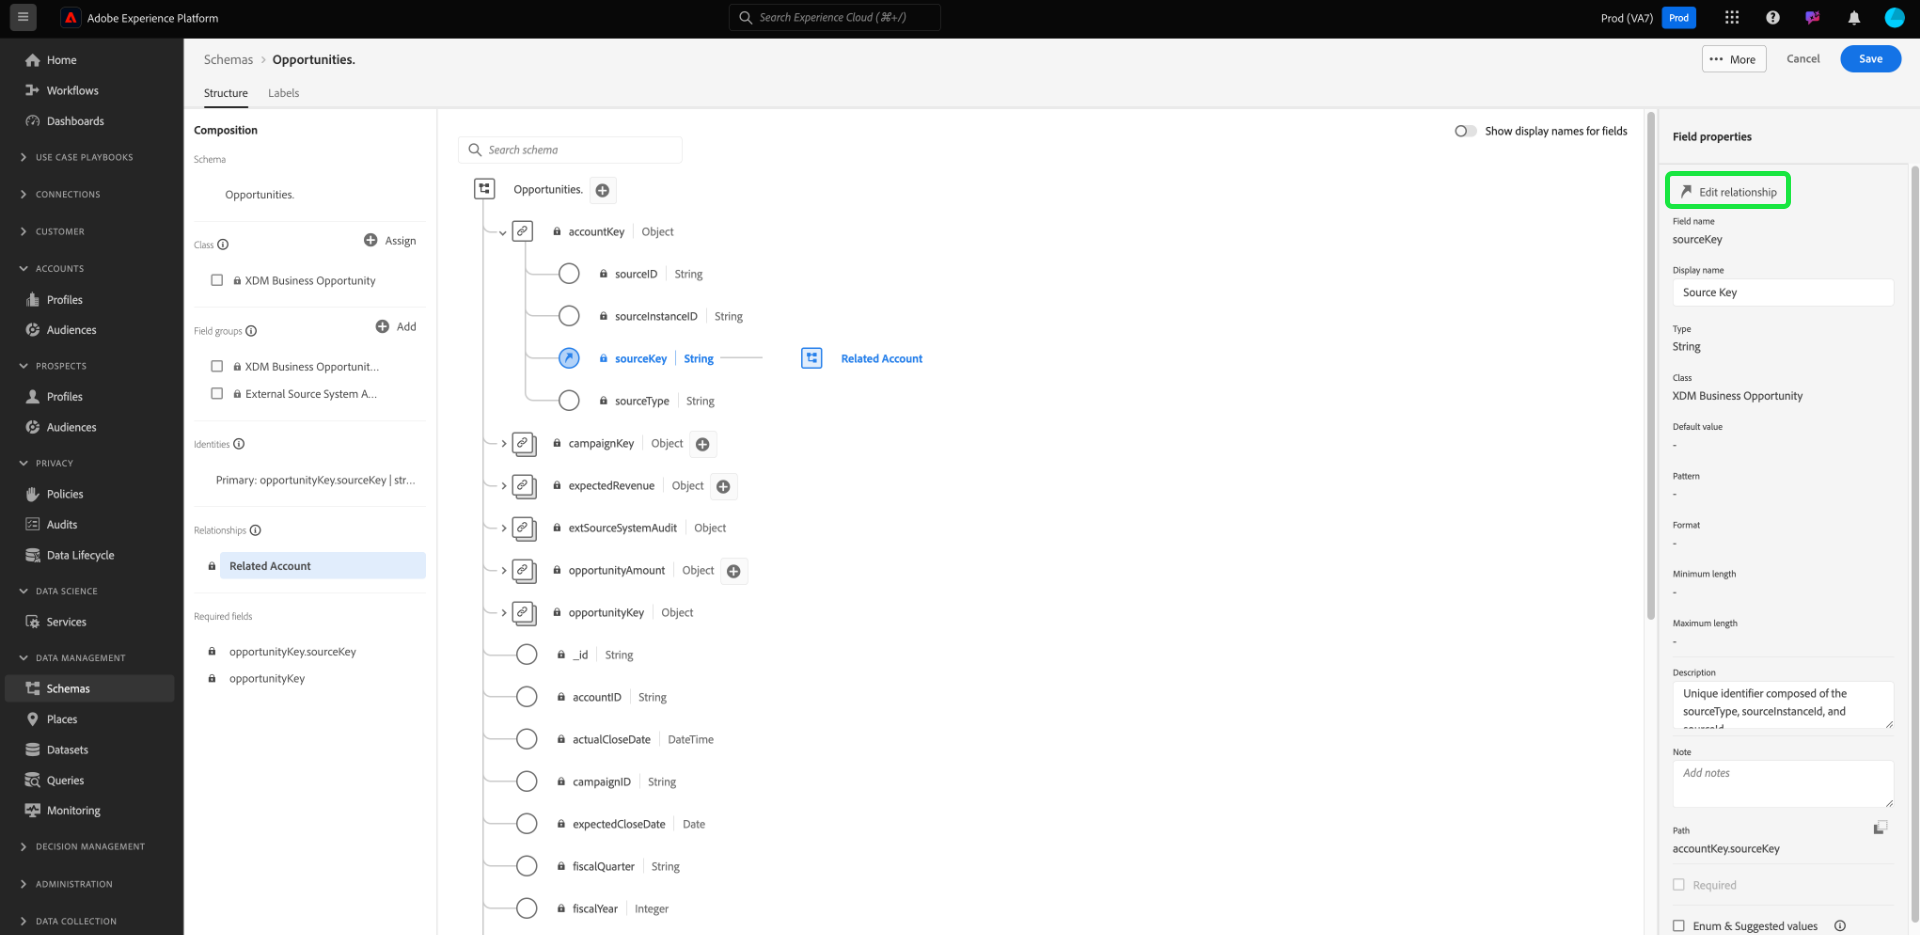 Adobe Experience Platform
Search Experience Cloud (⌘+/)
Prod (VA7)
Prod
Home
Workflows
Dashboards
USE CASE PLAYBOOKS
CONNECTIONS
CUSTOMER
ACCOUNTS
Profiles
Audiences
PROSPECTS
Profiles
Audiences
PRIVACY
Policies
Audits
Data Lifecycle
DATA SCIENCE
Services
DATA MANAGEMENT
Schemas
Places
Datasets
Queries
Monitoring
DECISION MANAGEMENT
ADMINISTRATION
DATA COLLECTION
Schemas > Opportunities.
More
Cancel
Save
Structure
Labels
Composition
Schema
Opportunities.
Class
Assign
XDM Business Opportunity
Field groups
Add
XDM Business Opportunit...
External Source System A...
Identities
Primary: opportunityKey.sourceKey | str...
Relationships
Related Account
Required fields
opportunityKey.sourceKey
opportunityKey
Search schema
Show display names for fields
Opportunities.
accountKey | Object
sourceID | String
sourceInstanceID | String
sourceKey | String
Related Account
sourceType | String
campaignKey | Object
expectedRevenue | Object
extSourceSystemAudit | Object
opportunityAmount | Object
opportunityKey | Object
_id | String
accountID | String
actualCloseDate | DateTime
campaignID | String
expectedCloseDate | Date
fiscalQuarter | String
fiscalYear | Integer
Field properties
Edit relationship
Field name
sourceKey
Display name
Source Key
Type
String
Class
XDM Business Opportunity
Default value
-
Pattern
-
Format
-
Minimum length
-
Maximum length
-
Description
Unique identifier composed of the
sourceType, sourceInstanceId, and
sourceId
Note
Add notes
Path
accountKey.sourceKey
Required
Enum & Suggested values